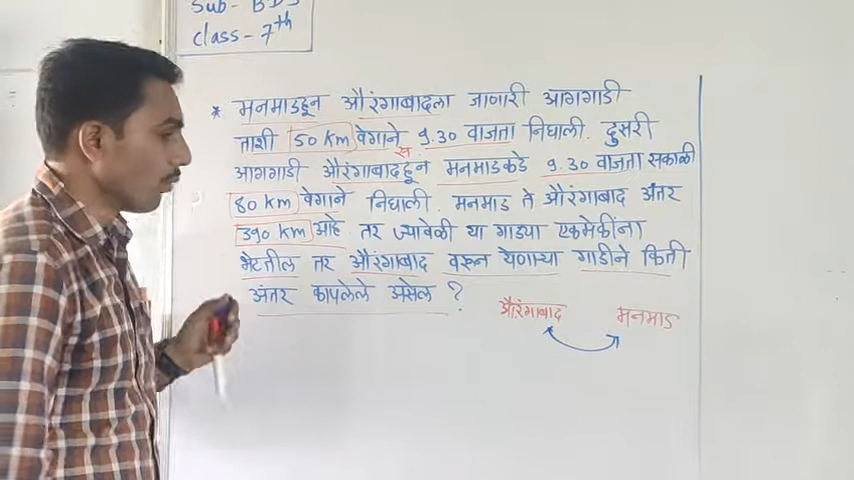 Sub- BDS
Class-7th
* मनमाडहून औरंगाबादला जाणारी आगगाडी
ताशी 50 km वेगाने स. 9.30 वाजता निघाली. दुसरी
आगगाडी औरंगाबादहून मनमाडकडे 9.30 वाजता सकाळी
80 km वेगाने निघाली. मनमाड ते औरंगाबाद अंतर
390 km आहे. तर ज्यावेळी या गाड्या एकमेकींना
भेटतील तर औरंगाबाद वरून येणाऱ्या गाडीने किती
अंतर कापलेले असेल ?
औरंगाबाद मनमाड